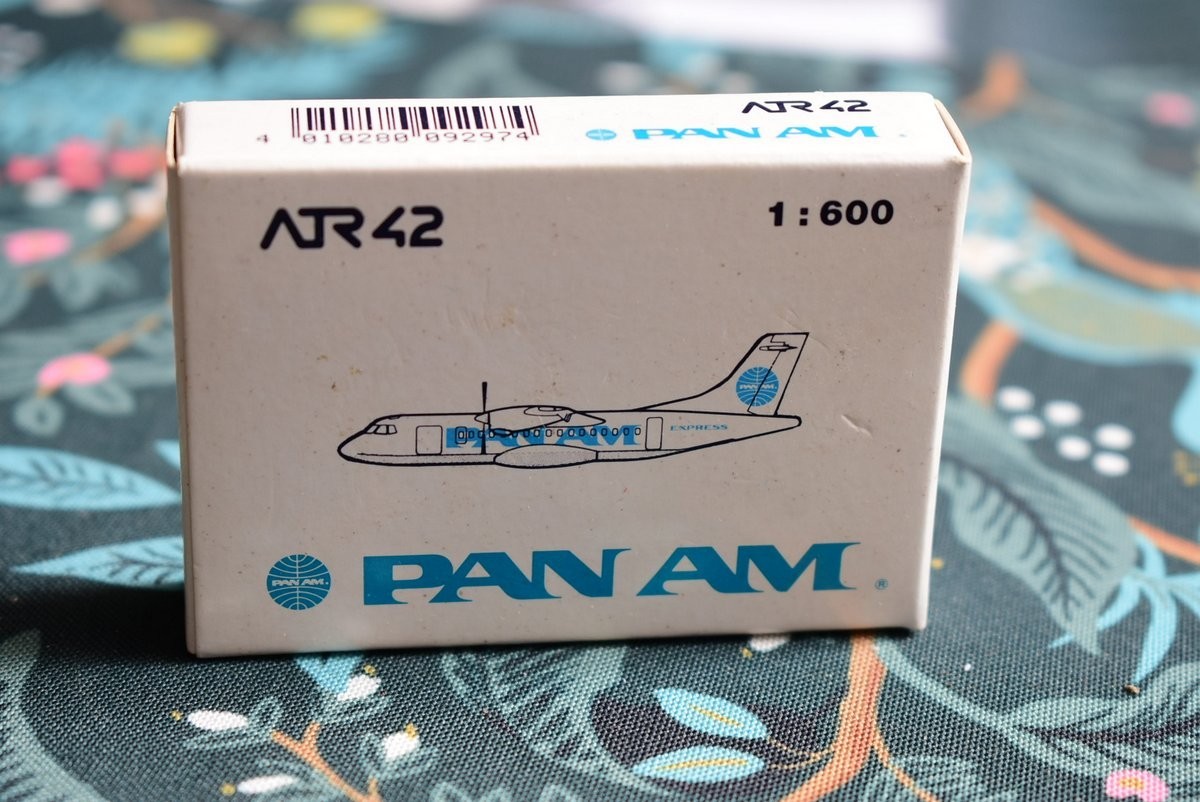 4 010280 092974
ATR 42
PAN AM
ATR 42
1:600
PAN AM
PAN AM
EXPRESS
PAN AM.
PAN AM ®